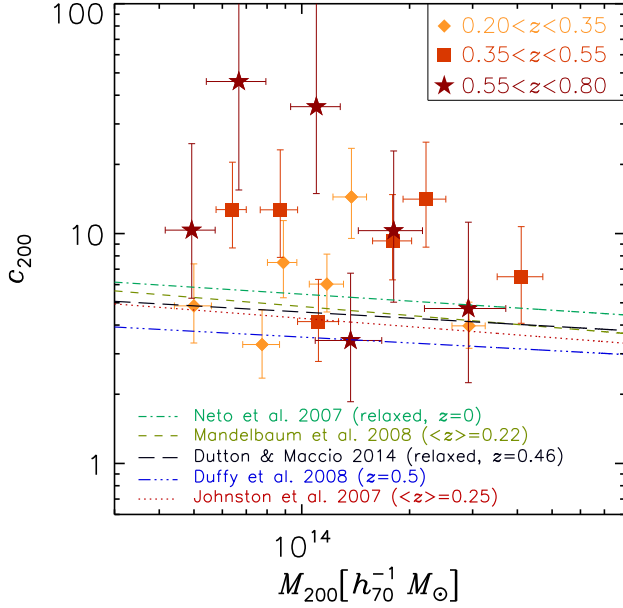 100
0.20<z<0.35
0.35<z<0.55
0.55<z<0.80
10
c200
Neto et al. 2007 (relaxed, z=0)
Mandelbaum et al. 2008 (<z>=0.22)
Dutton & Maccio 2014 (relaxed, z=0.46)
Duffy et al. 2008 (z=0.5)
Johnston et al. 2007 (<z>=0.25)
1
10^14
M200[h70^-1 M⊙]